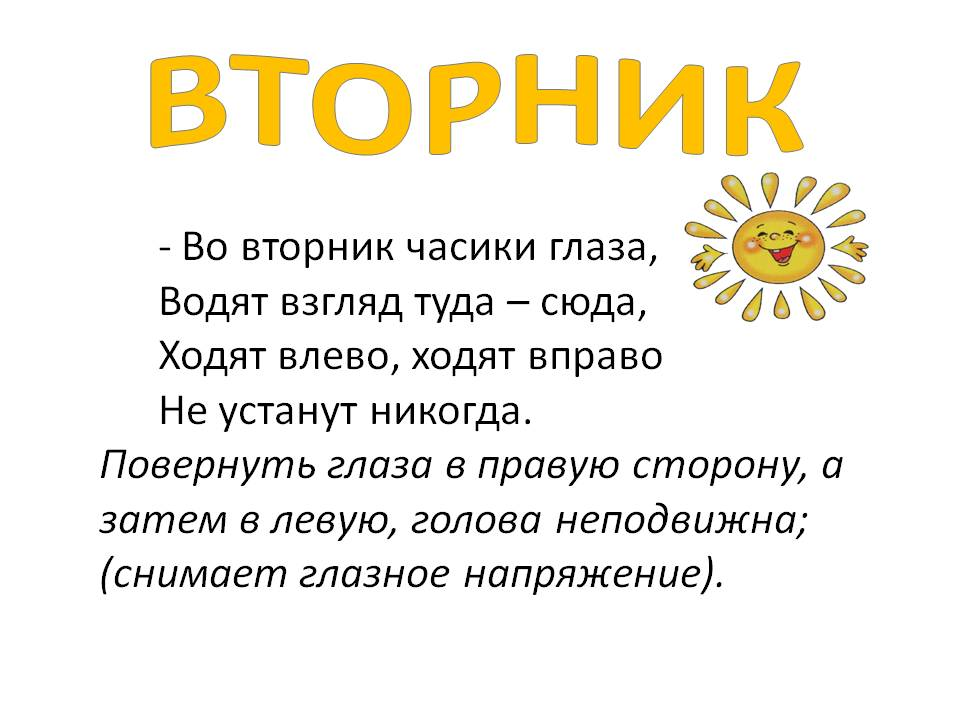 ВТОРНИК
- Во вторник часики глаза,
Водят взгляд туда – сюда,
Ходят влево, ходят вправо
Не устанут никогда.
Повернуть глаза в правую сторону, а
затем в левую, голова неподвижна;
(снимает глазное напряжение).